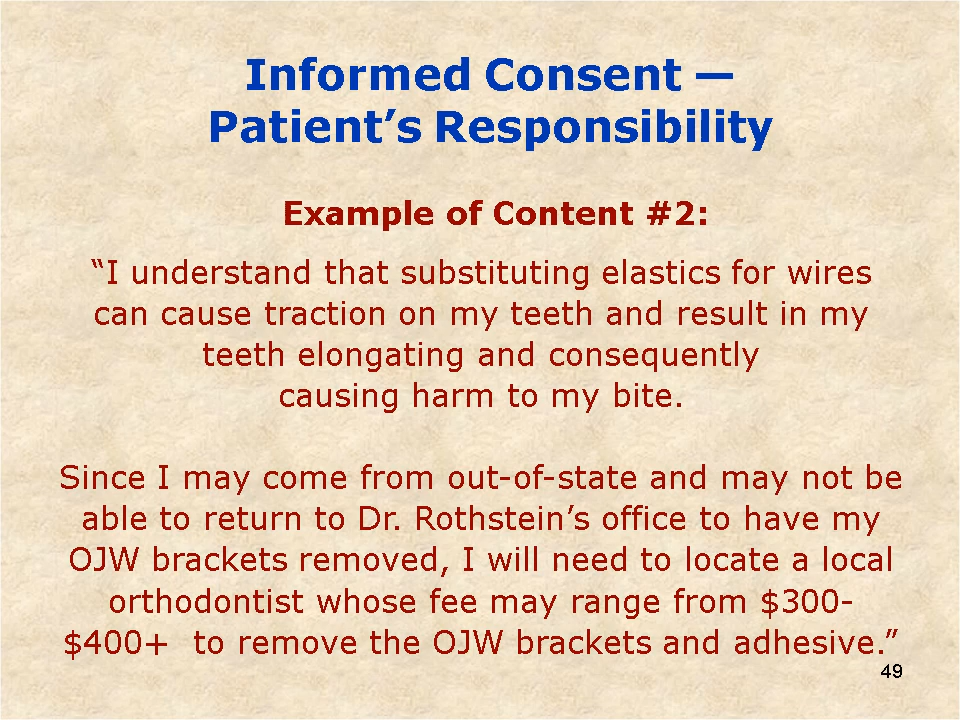 Informed Consent —
Patient’s Responsibility
Example of Content #2:
“I understand that substituting elastics for wires
can cause traction on my teeth and result in my
teeth elongating and consequently
causing harm to my bite.
Since I may come from out-of-state and may not be
able to return to Dr. Rothstein’s office to have my
OJW brackets removed, I will need to locate a local
orthodontist whose fee may range from $300-
$400+  to remove the OJW brackets and adhesive.”
49